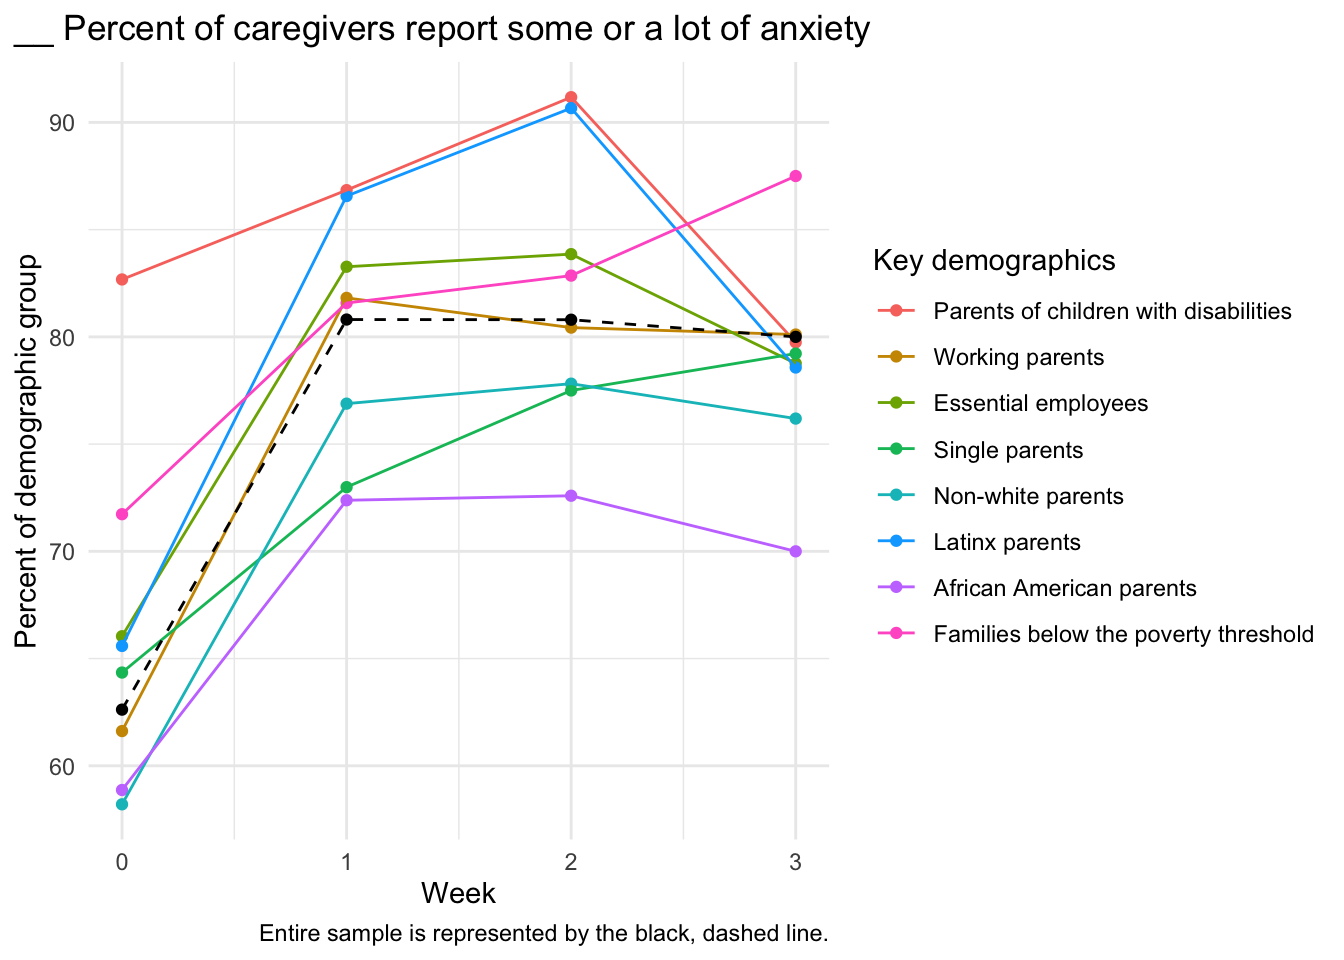 __ Percent of caregivers report some or a lot of anxiety
90
80
70
60
Percent of demographic group
0 1 2 3
Week
Entire sample is represented by the black, dashed line.
Key demographics
Parents of children with disabilities
Working parents
Essential employees
Single parents
Non-white parents
Latinx parents
African American parents
Families below the poverty threshold